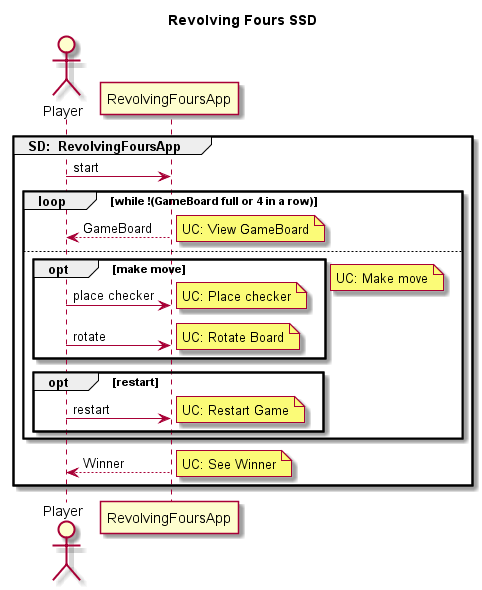 Revolving Fours SSD
Player
RevolvingFoursApp
SD: RevolvingFoursApp
start
loop [while !(GameBoard full or 4 in a row)]
GameBoard
UC: View GameBoard
opt [make move]
UC: Make move
place checker
UC: Place checker
rotate
UC: Rotate Board
opt [restart]
restart
UC: Restart Game
Winner
UC: See Winner
Player
RevolvingFoursApp